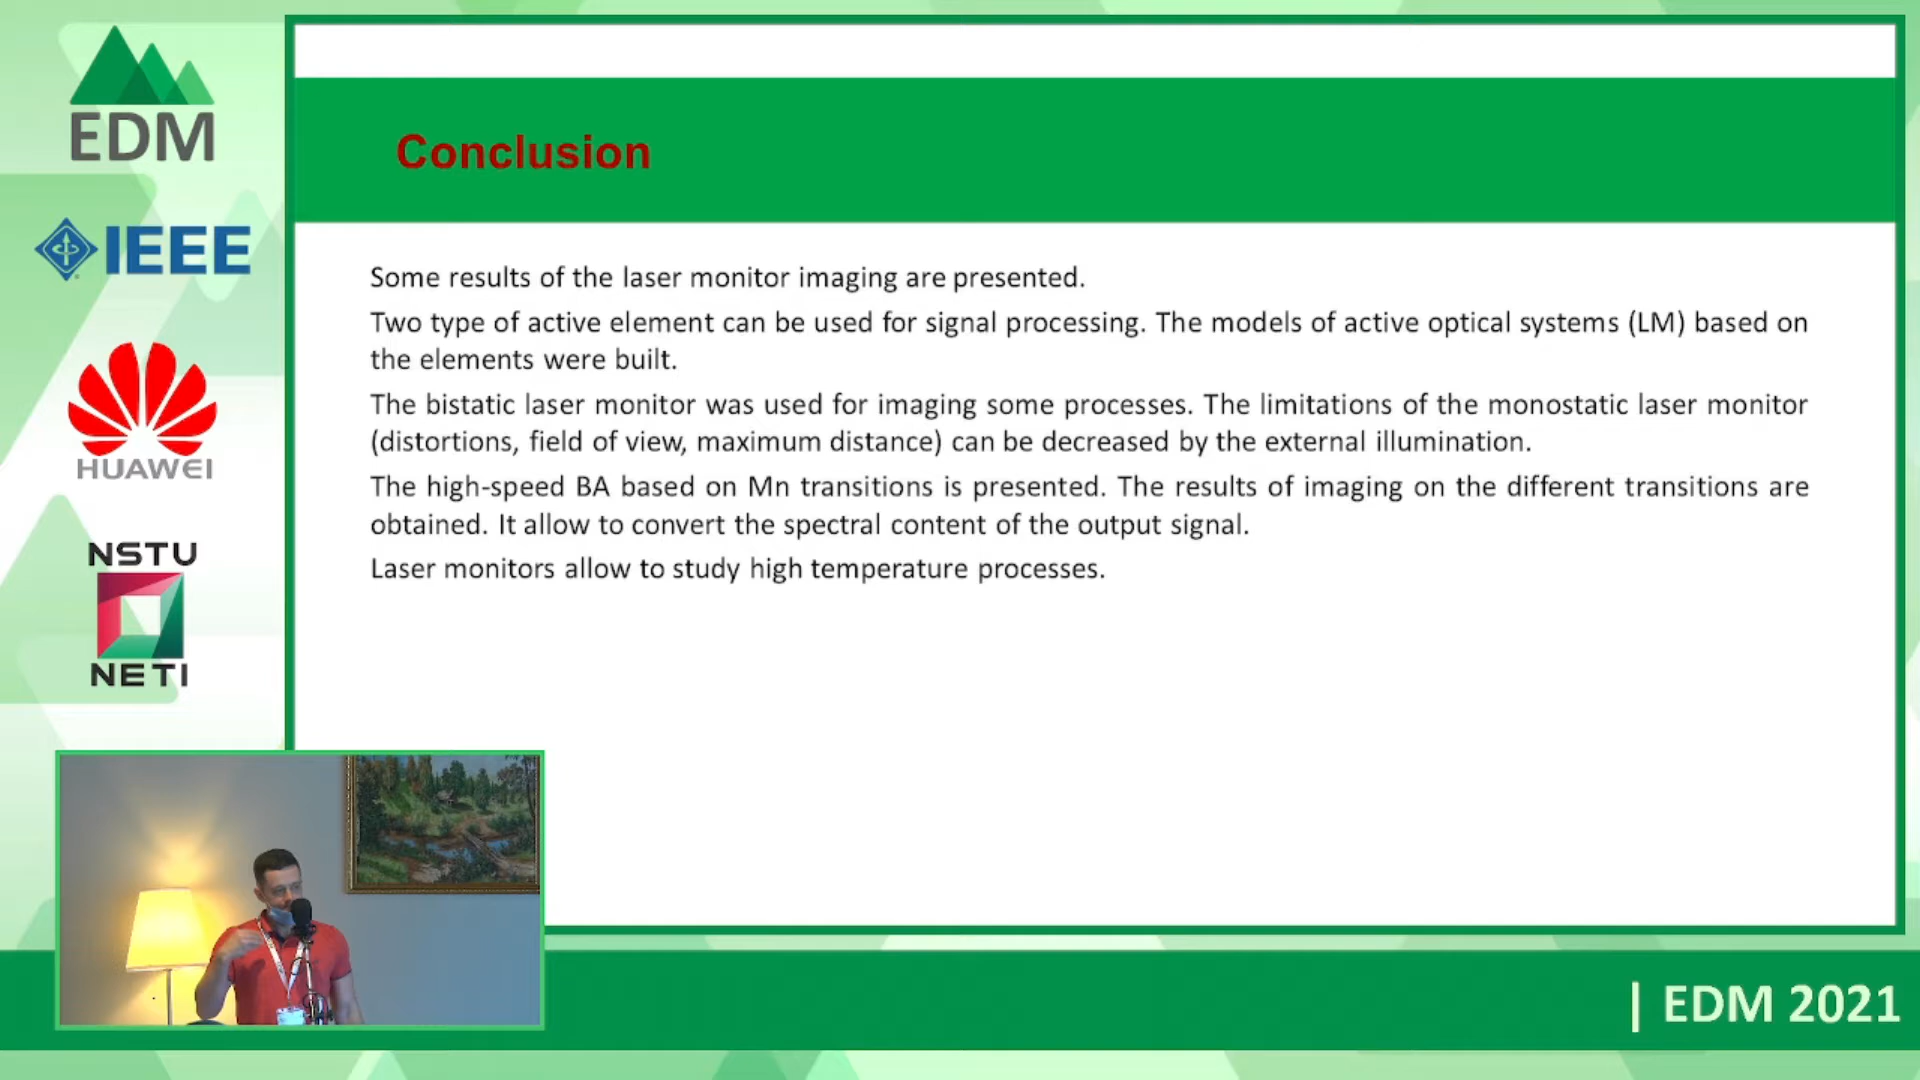 EDM
IEEE
HUAWEI
NSTU
NETI
Conclusion
Some results of the laser monitor imaging are presented.
Two type of active element can be used for signal processing. The models of active optical systems (LM) based on
the elements were built.
The bistatic laser monitor was used for imaging some processes. The limitations of the monostatic laser monitor
(distortions, field of view, maximum distance) can be decreased by the external illumination.
The high-speed BA based on Mn transitions is presented. The results of imaging on the different transitions are
obtained. It allow to convert the spectral content of the output signal.
Laser monitors allow to study high temperature processes.
| EDM 2021